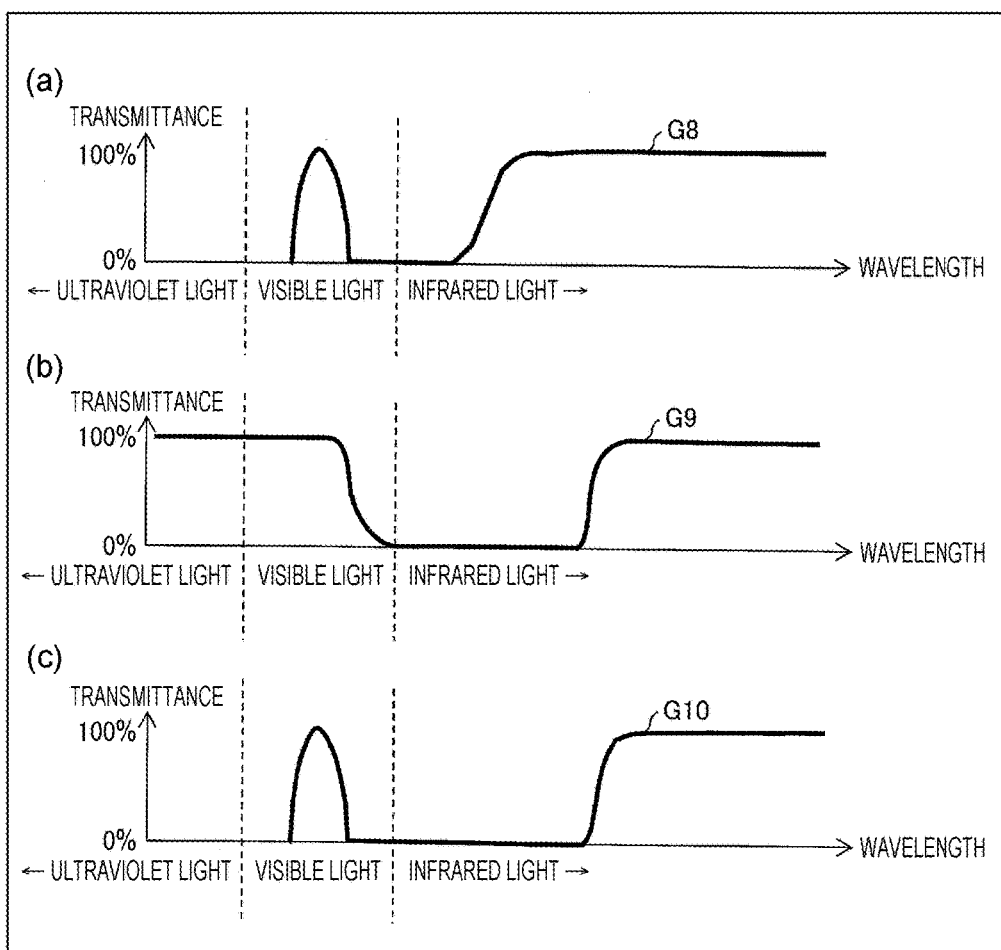 (a)
TRANSMITTANCE
100%
G8
0%
WAVELENGTH
← ULTRAVIOLET LIGHT
VISIBLE LIGHT
INFRARED LIGHT →
(b)
TRANSMITTANCE
100%
G9
0%
WAVELENGTH
← ULTRAVIOLET LIGHT
VISIBLE LIGHT
INFRARED LIGHT →
(c)
TRANSMITTANCE
100%
G10
0%
WAVELENGTH
← ULTRAVIOLET LIGHT
VISIBLE LIGHT
INFRARED LIGHT →